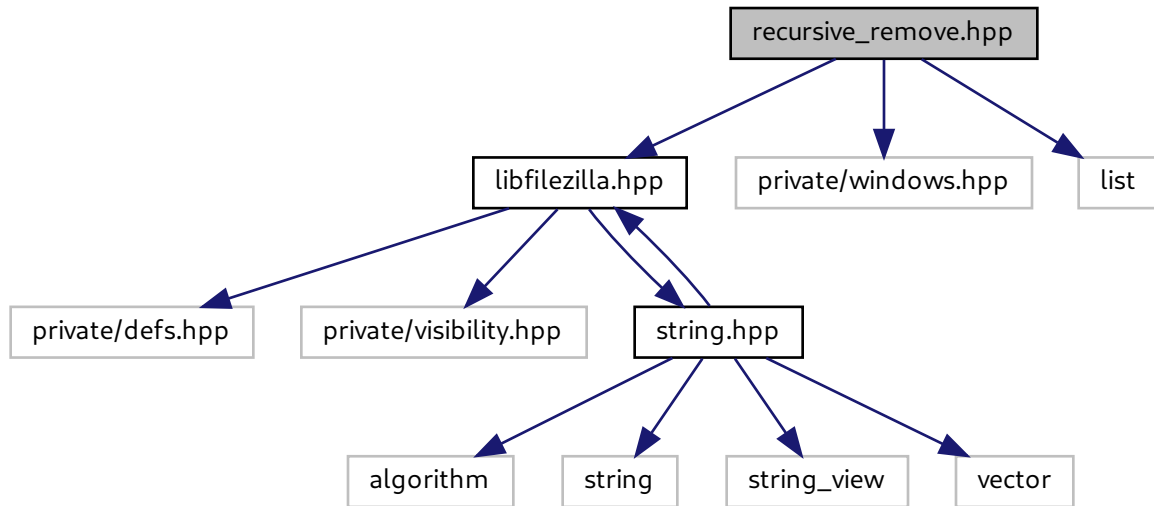 recursive_remove.hpp
libfilezilla.hpp
private/windows.hpp
list
private/defs.hpp
private/visibility.hpp
string.hpp
algorithm
string
string_view
vector